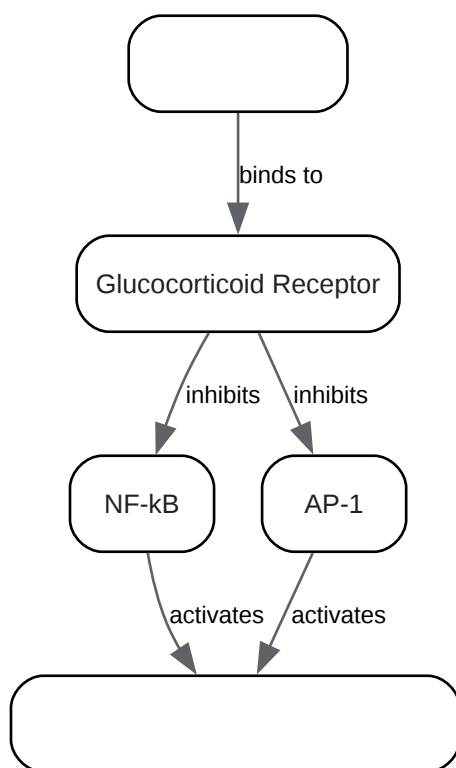 binds to
Glucocorticoid Receptor
inhibits
inhibits
NF-kB
AP-1
activates
activates